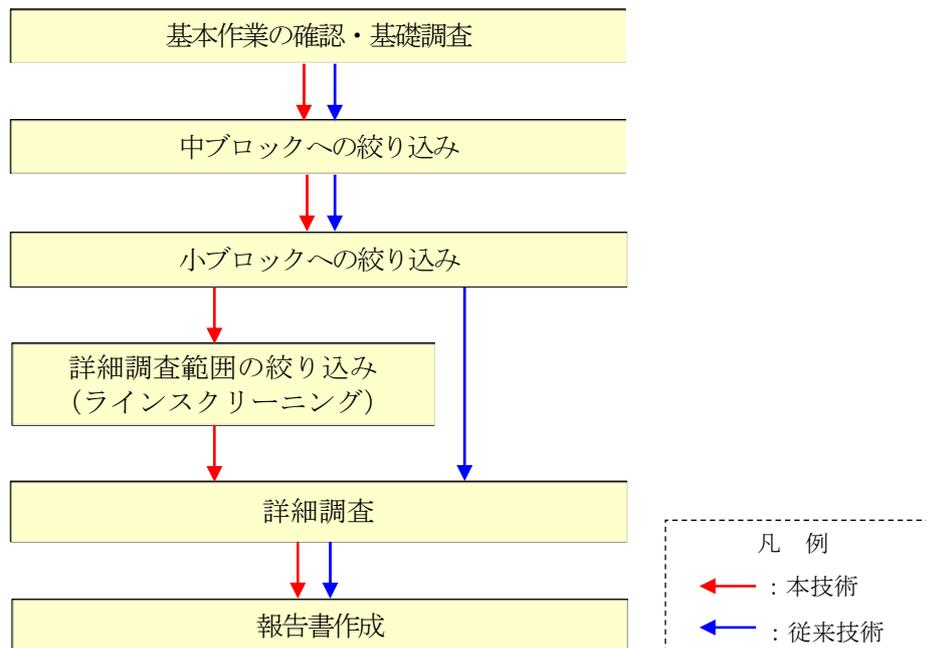 基本作業の確認・基礎調査
中ブロックへの絞り込み
小ブロックへの絞り込み
詳細調査範囲の絞り込み
（ラインスクリーニング）
詳細調査
報告書作成
凡　例
：本技術
：従来技術